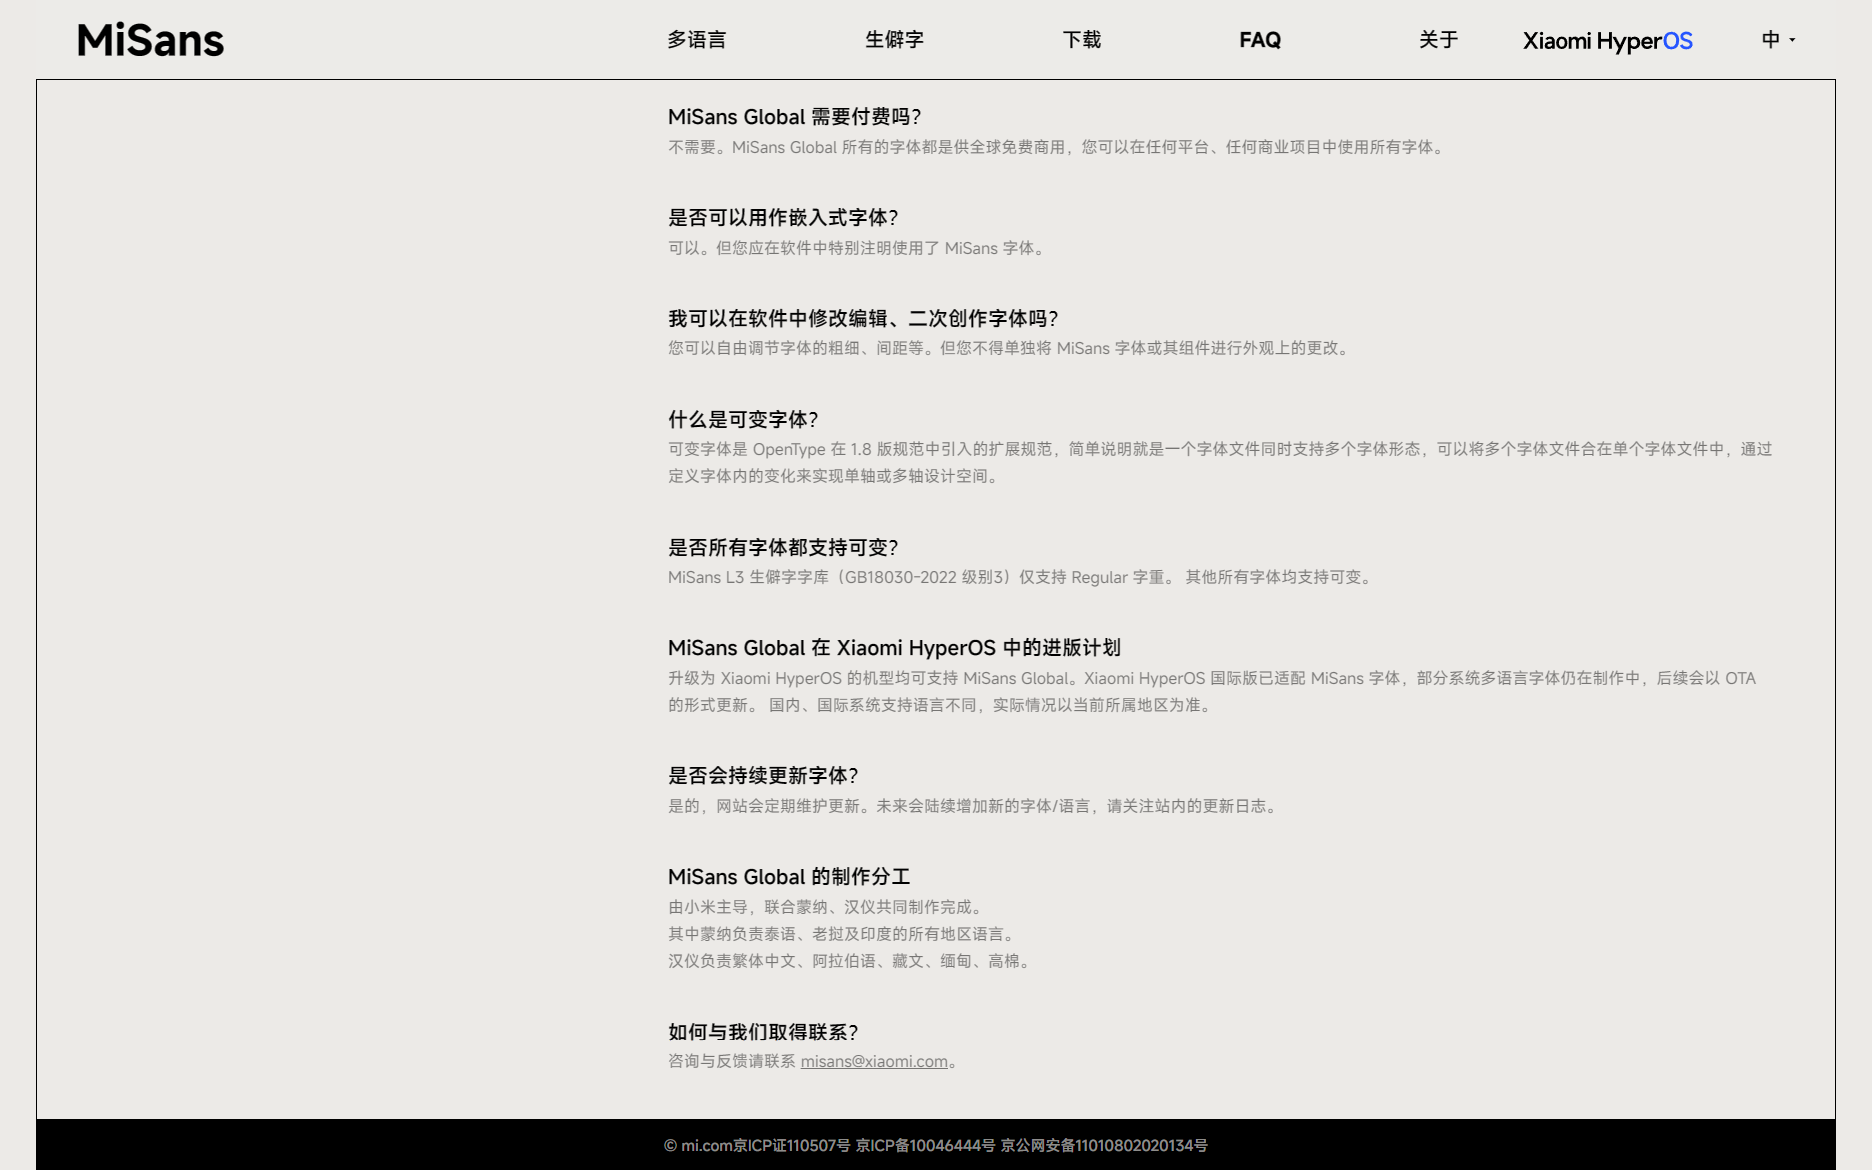 MiSans
多语言
生僻字
下载
FAQ
关于
Xiaomi HyperOS
中
MiSans Global 需要付费吗？
不需要。MiSans Global 所有的字体都是供全球免费商用，您可以在任何平台、任何商业项目中使用所有字体。
是否可以用作嵌入式字体？
可以。但您应在软件中特别注明使用了 MiSans 字体。
我可以在软件中修改编辑、二次创作字体吗？
您可以自由调节字体的粗细、间距等。但您不得单独将 MiSans 字体或其组件进行外观上的更改。
什么是可变字体？
可变字体是 OpenType 在 1.8 版规范中引入的扩展规范，简单说明就是一个字体文件同时支持多个字体形态，可以将多个字体文件合在单个字体文件中，通过
定义字体内的变化来实现单轴或多轴设计空间。
是否所有字体都支持可变？
MiSans L3 生僻字字库（GB18030-2022 级别3）仅支持 Regular 字重。 其他所有字体均支持可变。
MiSans Global 在 Xiaomi HyperOS 中的进版计划
升级为 Xiaomi HyperOS 的机型均可支持 MiSans Global。Xiaomi HyperOS 国际版已适配 MiSans 字体，部分系统多语言字体仍在制作中，后续会以 OTA
的形式更新。 国内、国际系统支持语言不同，实际情况以当前所属地区为准。
是否会持续更新字体？
是的，网站会定期维护更新。未来会陆续增加新的字体/语言，请关注站内的更新日志。
MiSans Global 的制作分工
由小米主导，联合蒙纳、汉仪共同制作完成。
其中蒙纳负责泰语、老挝及印度的所有地区语言。
汉仪负责繁体中文、阿拉伯语、藏文、缅甸、高棉。
如何与我们取得联系？
咨询与反馈请联系 misans@xiaomi.com。
© mi.com京ICP证110507号 京ICP备10046444号 京公网安备11010802020134号